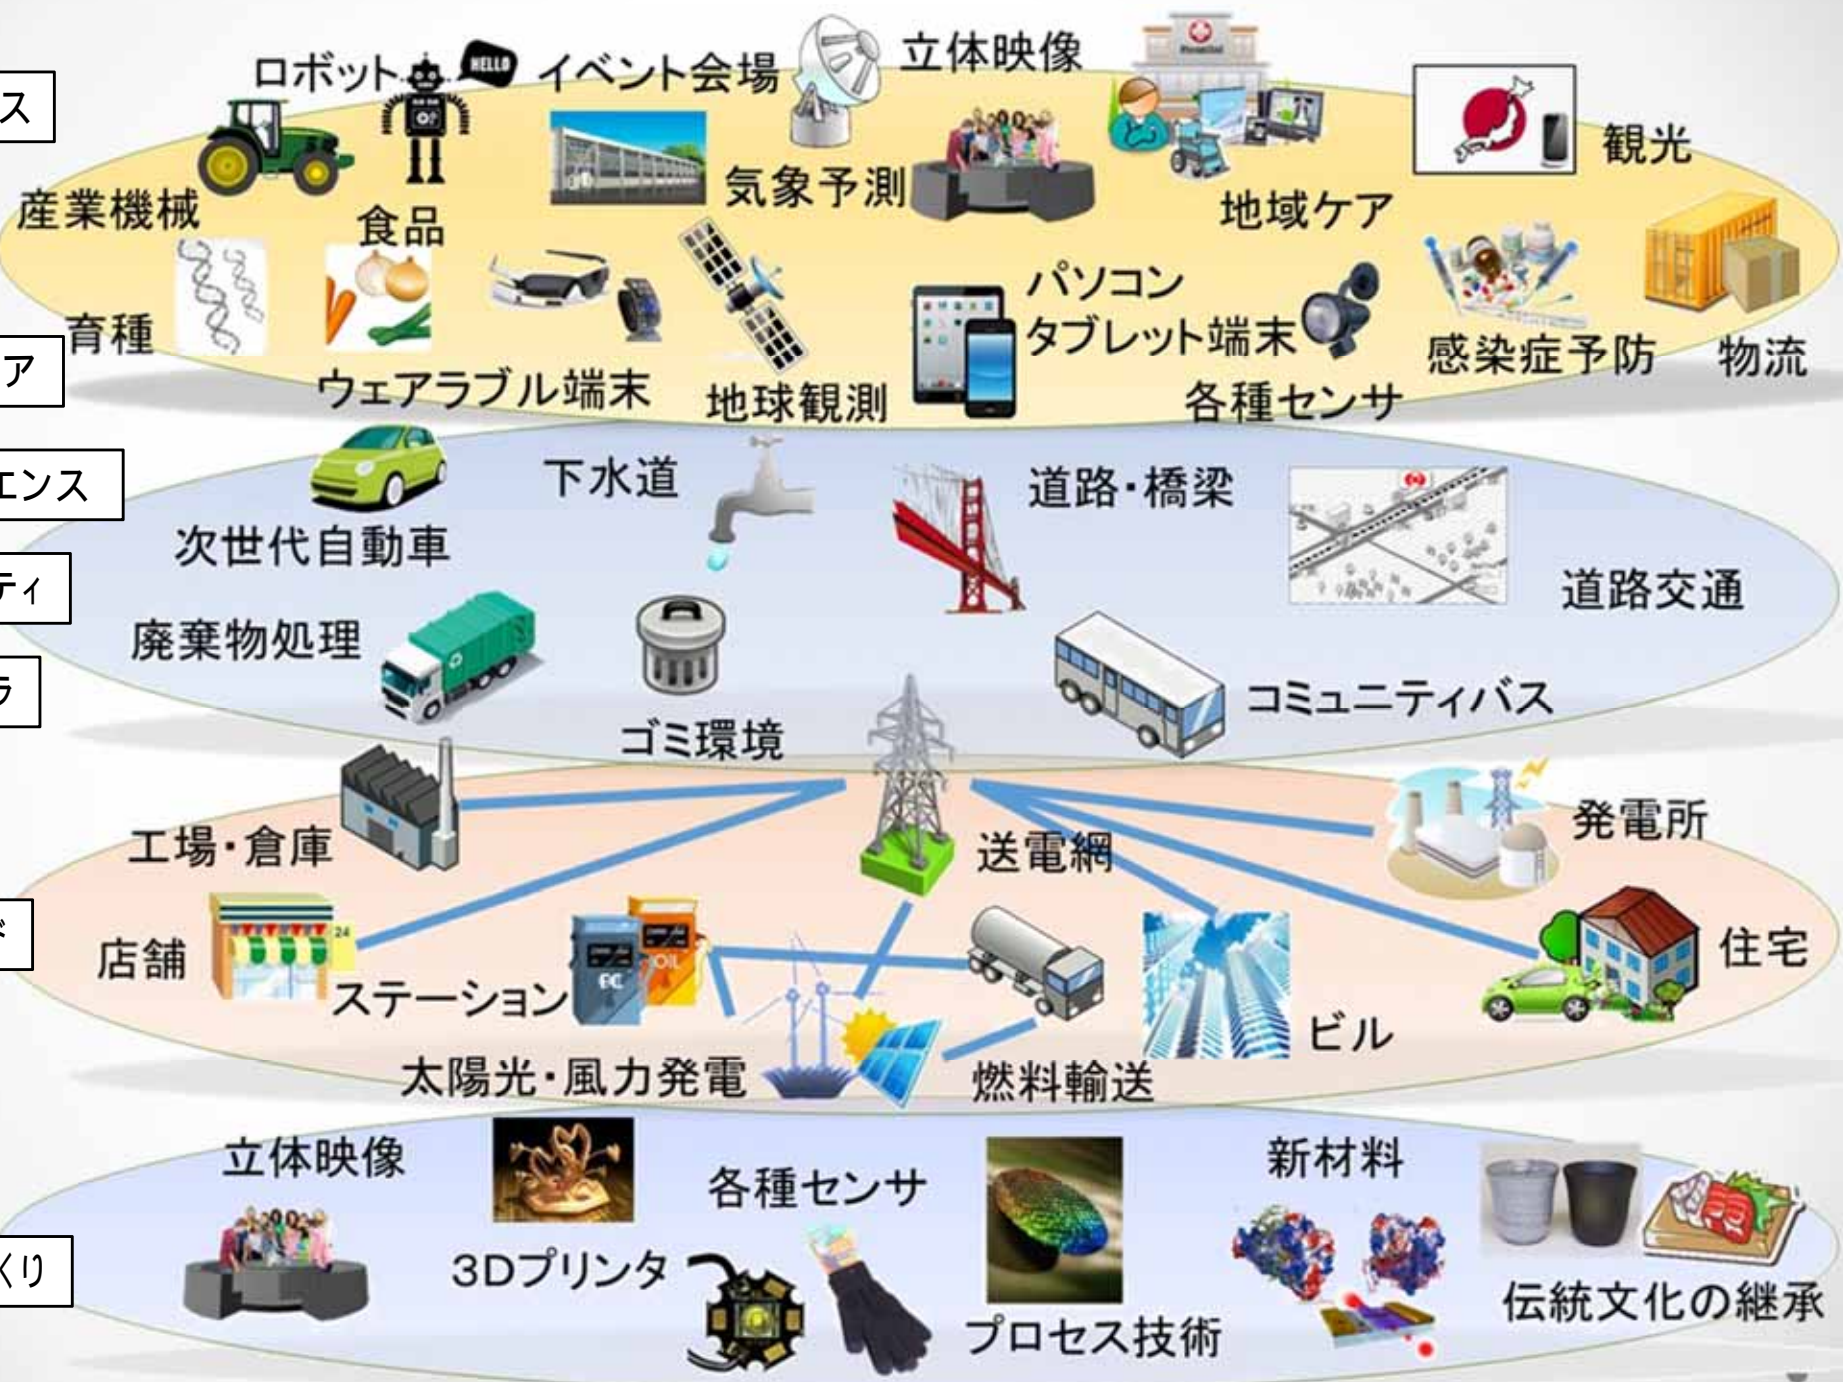 ス
ロボット
HELLO
イベント会場
立体映像
観光
産業機械
食品
気象予測
地域ケア
育種
パソコン
タブレット端末
ア
ウェアラブル端末
地球観測
各種センサ
感染症予防
物流
エンス
下水道
道路・橋梁
次世代自動車
ティ
道路交通
廃棄物処理
ラ
ゴミ環境
コミュニティバス
工場・倉庫
送電網
発電所
店舗
24
ステーション
EC
OIL
住宅
ビル
太陽光・風力発電
燃料輸送
立体映像
各種センサ
新材料
くり
3Dプリンタ
プロセス技術
伝統文化の継承